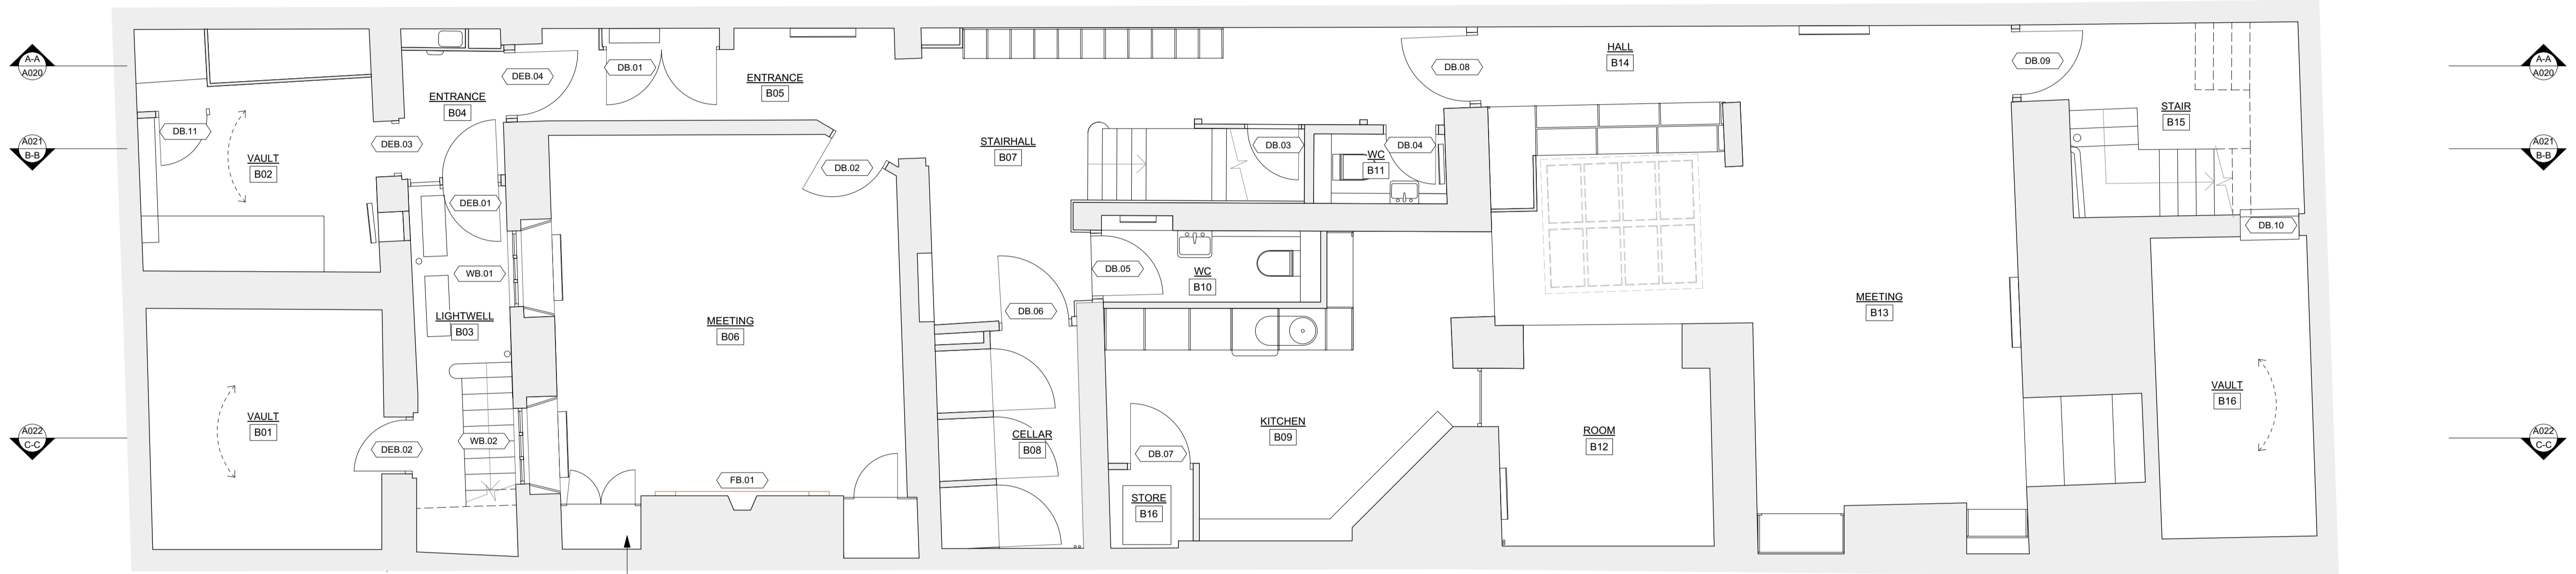 A-A
A020
A021
B-B
A022
C-C
DB.11
VAULT
B02
VAULT
B01
ENTRANCE
B04
DEB.03
DEB.04
DEB.01
WB.01
LIGHTWELL
B03
WB.02
DEB.02
DB.01
ENTRANCE
B05
DB.02
MEETING
B06
FB.01
STAIRHALL
B07
DB.03
DB.04
WC
B11
DB.05
WC
B10
DB.06
CELLAR
B08
DB.07
STORE
B16
KITCHEN
B09
DB.08
HALL
B14
ROOM
B12
MEETING
B13
DB.09
STAIR
B15
DB.10
VAULT
B16
A-A
A020
A021
B-B
A022
C-C